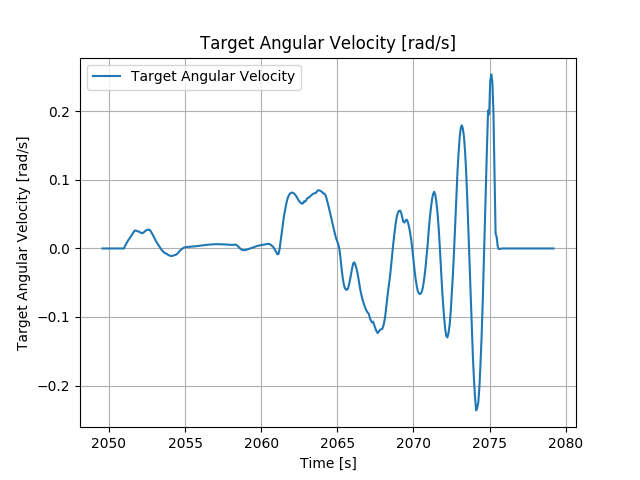 Target Angular Velocity [rad/s]
Target Angular Velocity
Target Angular Velocity [rad/s]
0.2
0.1
0.0
−0.1
−0.2
2050 2055 2060 2065 2070 2075 2080
Time [s]